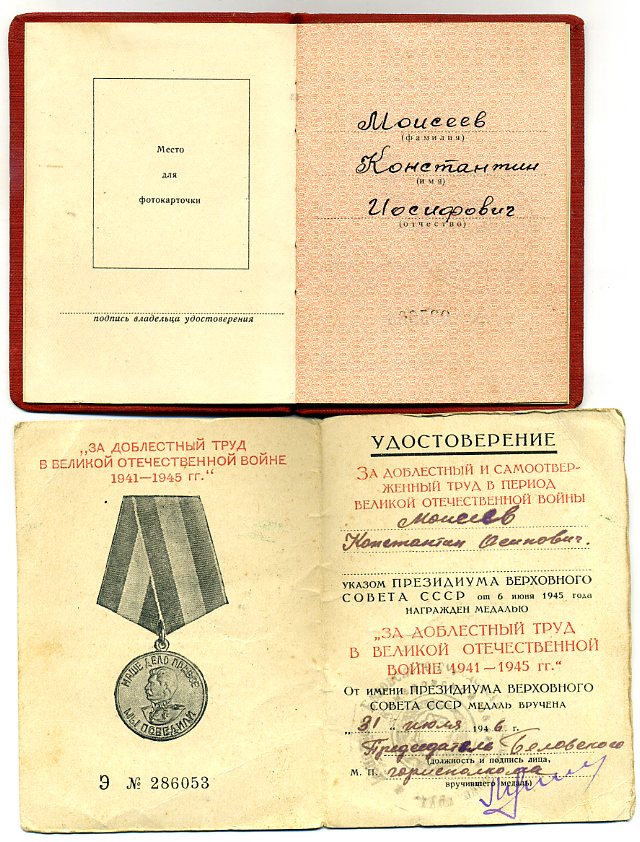 Место
для
фотокарточки
подпись владельца удостоверения
Моисеев
(фамилия)
Константин
(имя)
Иосифович
(отчество)
„ЗА ДОБЛЕСТНЫЙ ТРУД
В ВЕЛИКОЙ ОТЕЧЕСТВЕННОЙ ВОЙНЕ
1941—1945 гг.“
НАШЕ ДЕЛО ПРАВОЕ
МЫ ПОБЕДИЛИ
Э № 286053
УДОСТОВЕРЕНИЕ
ЗА ДОБЛЕСТНЫЙ И САМООТВЕР-
ЖЕННЫЙ ТРУД В ПЕРИОД
ВЕЛИКОЙ ОТЕЧЕСТВЕННОЙ ВОЙНЫ
Моисеев
Константин Осипович.
УКАЗОМ ПРЕЗИДИУМА ВЕРХОВНОГО
СОВЕТА СССР от 6 июня 1945 года
НАГРАЖДЕН МЕДАЛЬЮ
„ЗА ДОБЛЕСТНЫЙ ТРУД
В ВЕЛИКОЙ ОТЕЧЕСТВЕННОЙ
ВОЙНЕ 1941—1945 гг.“
От имени ПРЕЗИДИУМА ВЕРХОВНОГО
СОВЕТА СССР МЕДАЛЬ ВРУЧЕНА
„31“ июля 1946 г.
Председатель Беловского
(должность и подпись лица,
М. П. горисполкома
вручившего медаль)